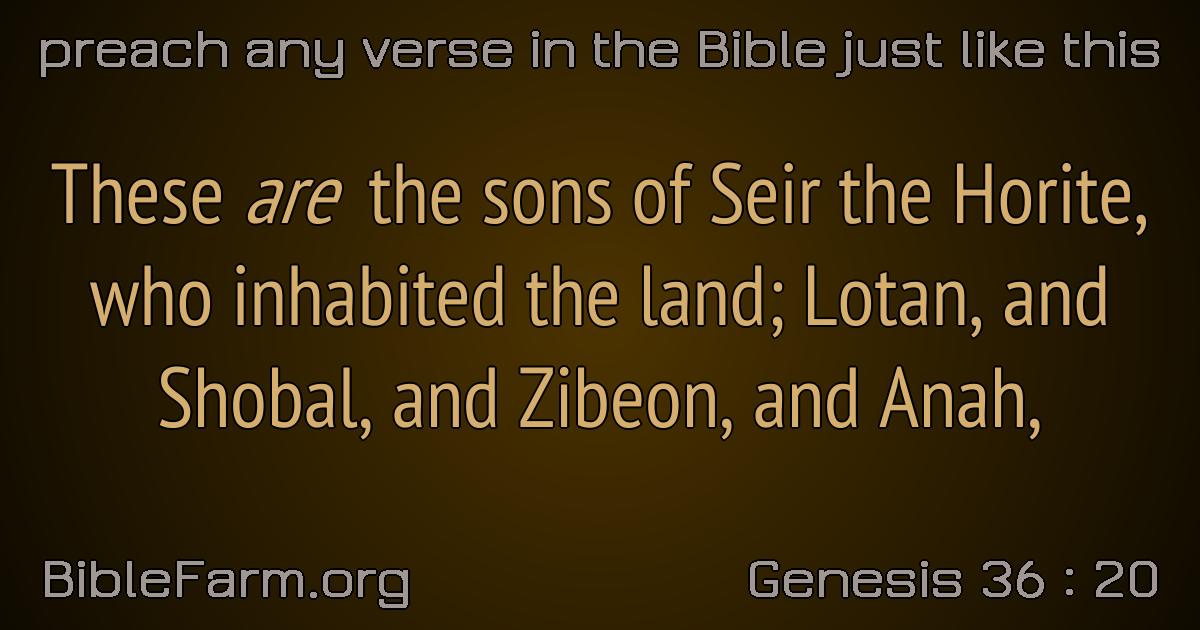 preach any verse in the Bible just like this
These are the sons of Seir the Horite,
who inhabited the land; Lotan, and
Shobal, and Zibeon, and Anah,
BibleFarm.org
Genesis 36 : 20